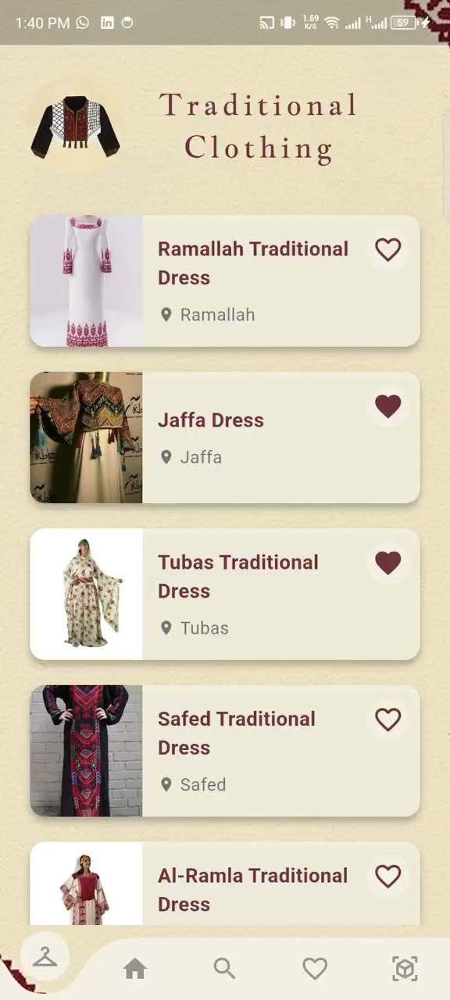 1:40 PM
1.69
K/S
H
59
Traditional
Clothing
Ramallah Traditional
Dress
Ramallah
Jaffa Dress
Jaffa
Tubas Traditional
Dress
Tubas
Safed Traditional
Dress
Safed
Al-Ramla Traditional
Dress